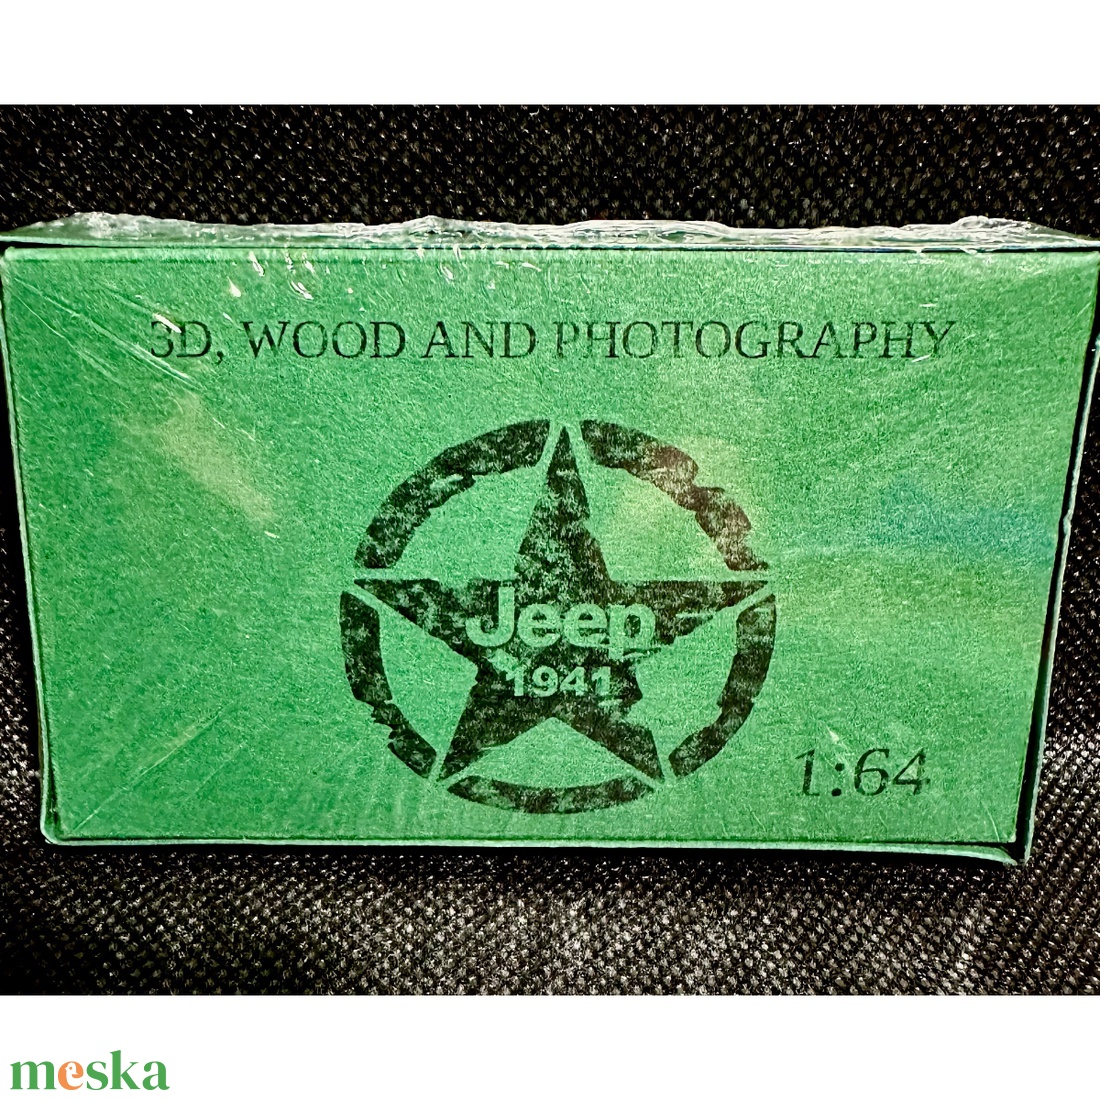 3D, WOOD AND PHOTOGRAPHY
Jeep
1941
1:64
meska